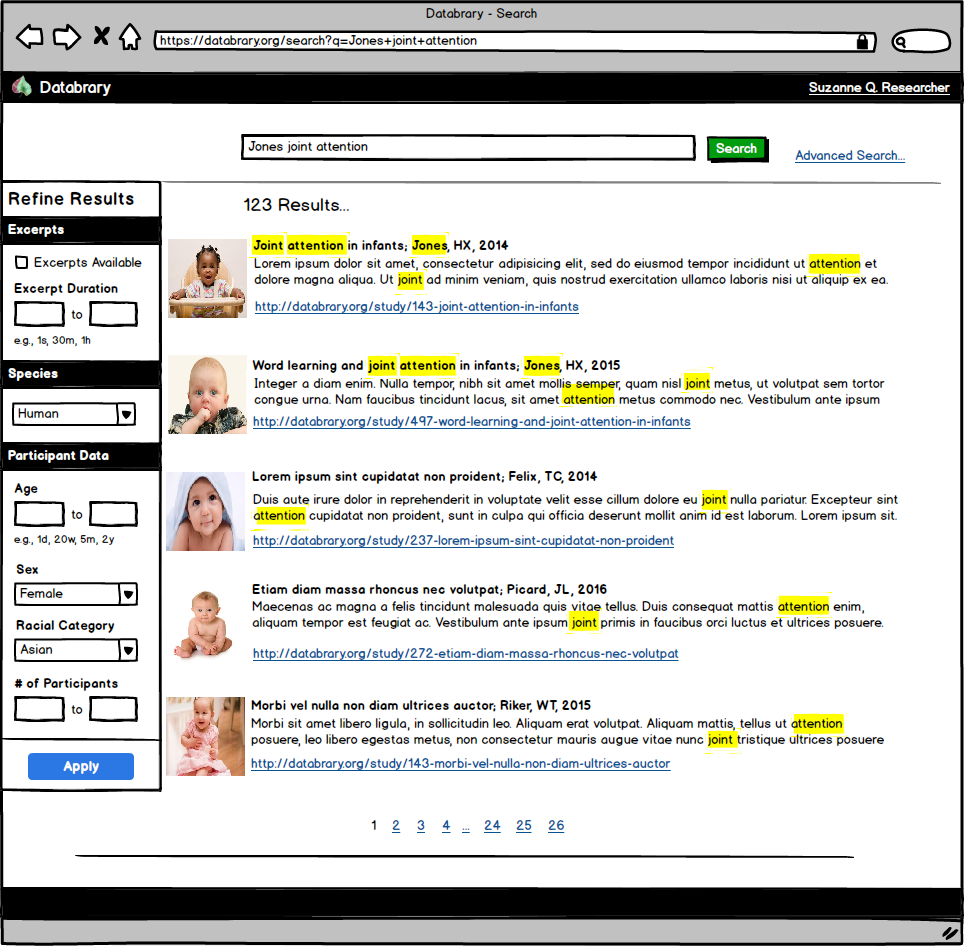 Databrary - Search
https://databrary.org/search?q=Jones+joint+attention
Databrary
Suzanne Q. Researcher
Jones joint attention
Search
Advanced Search...
Refine Results
Excerpts
Excerpts Available
Excerpt Duration
to
e.g., 1s, 30m, 1h
Species
Human
Participant Data
Age
to
e.g., 1d, 20w, 5m, 2y
Sex
Female
Racial Category
Asian
# of Participants
to
Apply
123 Results...
Joint attention in infants; Jones, HX, 2014
Lorem ipsum dolor sit amet, consectetur adipisicing elit, sed do eiusmod tempor incididunt ut attention et
dolore magna aliqua. Ut joint ad minim veniam, quis nostrud exercitation ullamco laboris nisi ut aliquip ex ea.
http://databrary.org/study/143-joint-attention-in-infants
Word learning and joint attention in infants; Jones, HX, 2015
Integer a diam enim. Nulla tempor, nibh sit amet mollis semper, quam nisl joint metus, ut volutpat sem tortor
congue urna. Nam faucibus tincidunt lacus, sit amet attention metus commodo nec. Vestibulum ante ipsum
http://databrary.org/study/497-word-learning-and-joint-attention-in-infants
Lorem ipsum sint cupidatat non proident; Felix, TC, 2014
Duis aute irure dolor in reprehenderit in voluptate velit esse cillum dolore eu joint nulla pariatur. Excepteur sint
attention cupidatat non proident, sunt in culpa qui officia deserunt mollit anim id est laborum. Lorem ipsum sit.
http://databrary.org/study/237-lorem-ipsum-sint-cupidatat-non-proident
Etiam diam massa rhoncus nec volutpat; Picard, JL, 2016
Maecenas ac magna a felis tincidunt malesuada quis vitae tellus. Duis consequat mattis attention enim,
aliquam tempor est feugiat ac. Vestibulum ante ipsum joint primis in faucibus orci luctus et ultrices posuere.
http://databrary.org/study/272-etiam-diam-massa-rhoncus-nec-volutpat
Morbi vel nulla non diam ultrices auctor; Riker, WT, 2015
Morbi sit amet libero ligula, in sollicitudin leo. Aliquam erat volutpat. Aliquam mattis, tellus ut attention
posuere, leo libero egestas metus, non consectetur mauris augue vitae nunc joint tristique ultrices posuere
http://databrary.org/study/143-morbi-vel-nulla-non-diam-ultrices-auctor
1 2 3 4 ... 24 25 26